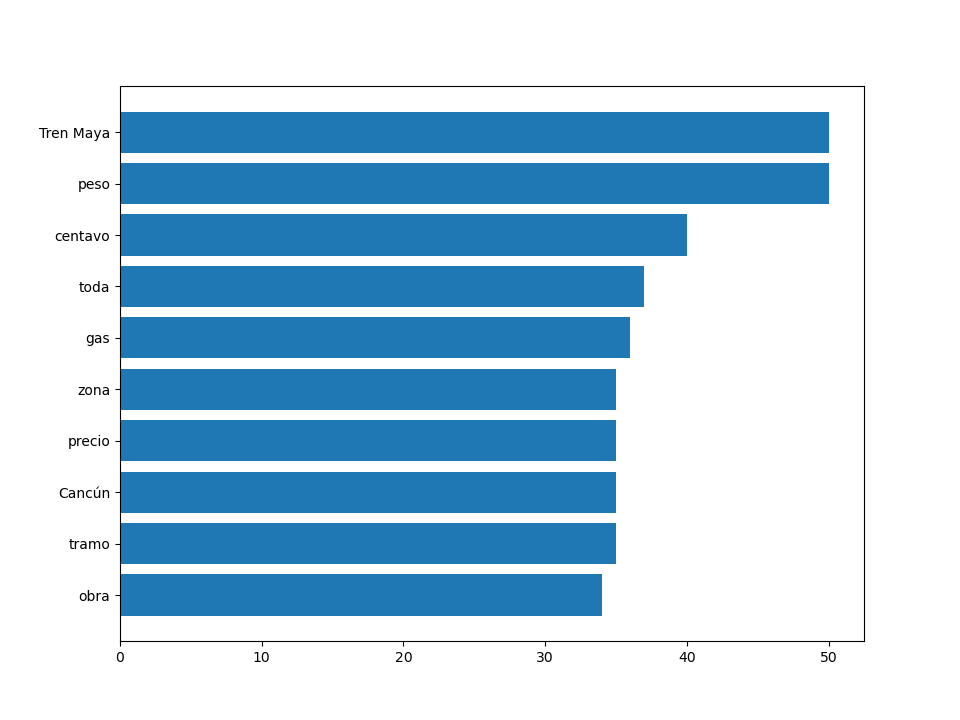 Tren Maya
peso
centavo
toda
gas
zona
precio
Cancún
tramo
obra
0 10 20 30 40 50